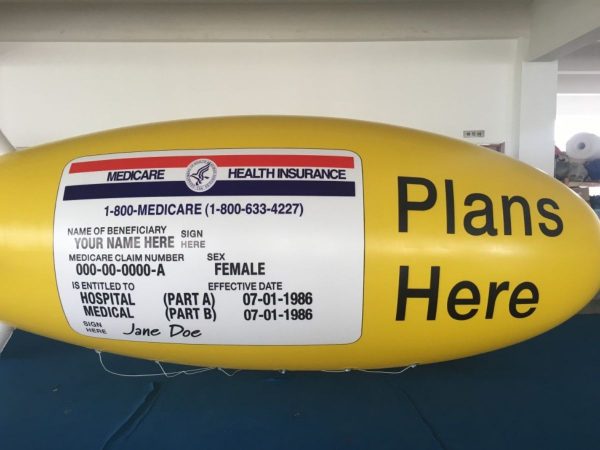 MEDICARE HEALTH INSURANCE
1-800-MEDICARE (1-800-633-4227)
NAME OF BENEFICIARY
YOUR NAME HERE
SIGN
HERE
MEDICARE CLAIM NUMBER SEX
000-00-0000-A FEMALE
IS ENTITLED TO EFFECTIVE DATE
HOSPITAL (PART A) 07-01-1986
MEDICAL (PART B) 07-01-1986
SIGN
HERE
Jane Doe
Plans
Here